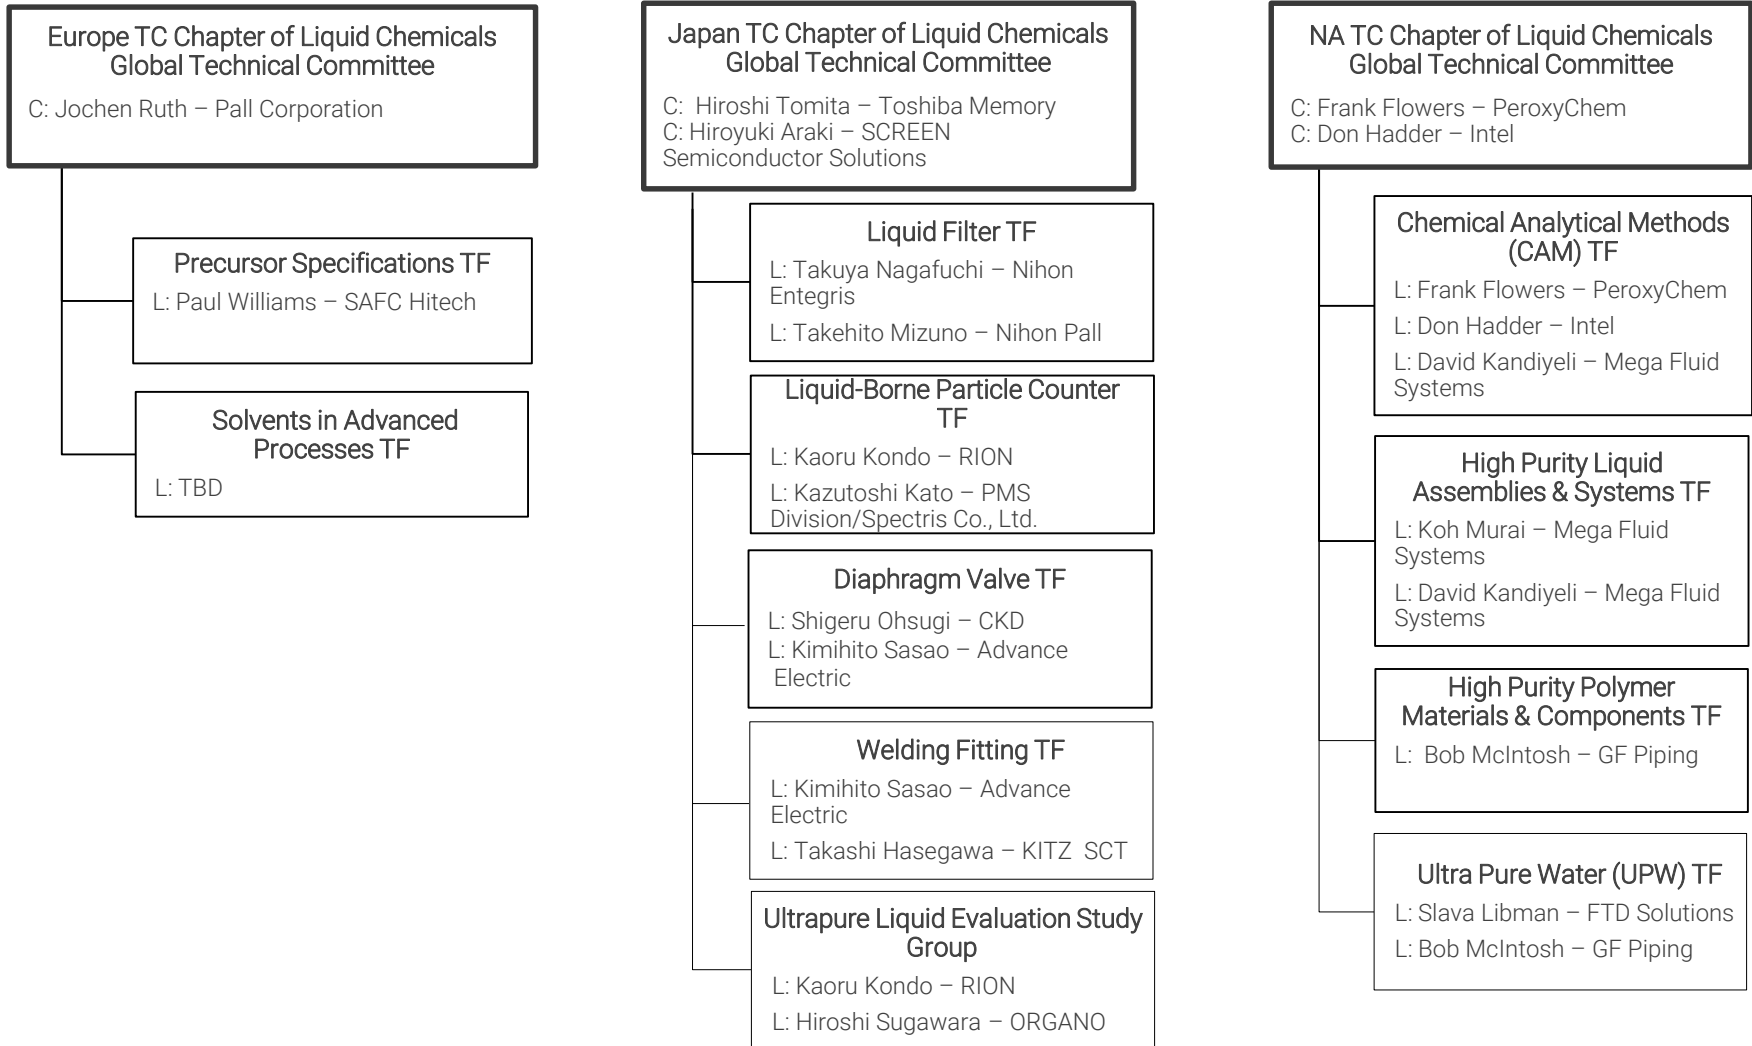 Europe TC Chapter of Liquid Chemicals
Global Technical Committee
C: Jochen Ruth – Pall Corporation
Precursor Specifications TF
L: Paul Williams – SAFC Hitech
Solvents in Advanced
Processes TF
L: TBD
Japan TC Chapter of Liquid Chemicals
Global Technical Committee
C:  Hiroshi Tomita – Toshiba Memory
C: Hiroyuki Araki – SCREEN
Semiconductor Solutions
Liquid Filter TF
L: Takuya Nagafuchi – Nihon
Entegris
L: Takehito Mizuno – Nihon Pall
Liquid-Borne Particle Counter
TF
L: Kaoru Kondo – RION
L: Kazutoshi Kato – PMS
Division/Spectris Co., Ltd.
Diaphragm Valve TF
L: Shigeru Ohsugi – CKD
L: Kimihito Sasao – Advance
Electric
Welding Fitting TF
L: Kimihito Sasao – Advance
Electric
L: Takashi Hasegawa – KITZ  SCT
Ultrapure Liquid Evaluation Study
Group
L: Kaoru Kondo – RION
L: Hiroshi Sugawara – ORGANO
NA TC Chapter of Liquid Chemicals
Global Technical Committee
C: Frank Flowers – PeroxyChem
C: Don Hadder – Intel
Chemical Analytical Methods
(CAM) TF
L: Frank Flowers – PeroxyChem
L: Don Hadder – Intel
L: David Kandiyeli – Mega Fluid
Systems
High Purity Liquid
Assemblies & Systems TF
L: Koh Murai – Mega Fluid
Systems
L: David Kandiyeli – Mega Fluid
Systems
High Purity Polymer
Materials & Components TF
L:  Bob McIntosh – GF Piping
Ultra Pure Water (UPW) TF
L: Slava Libman – FTD Solutions
L: Bob McIntosh – GF Piping